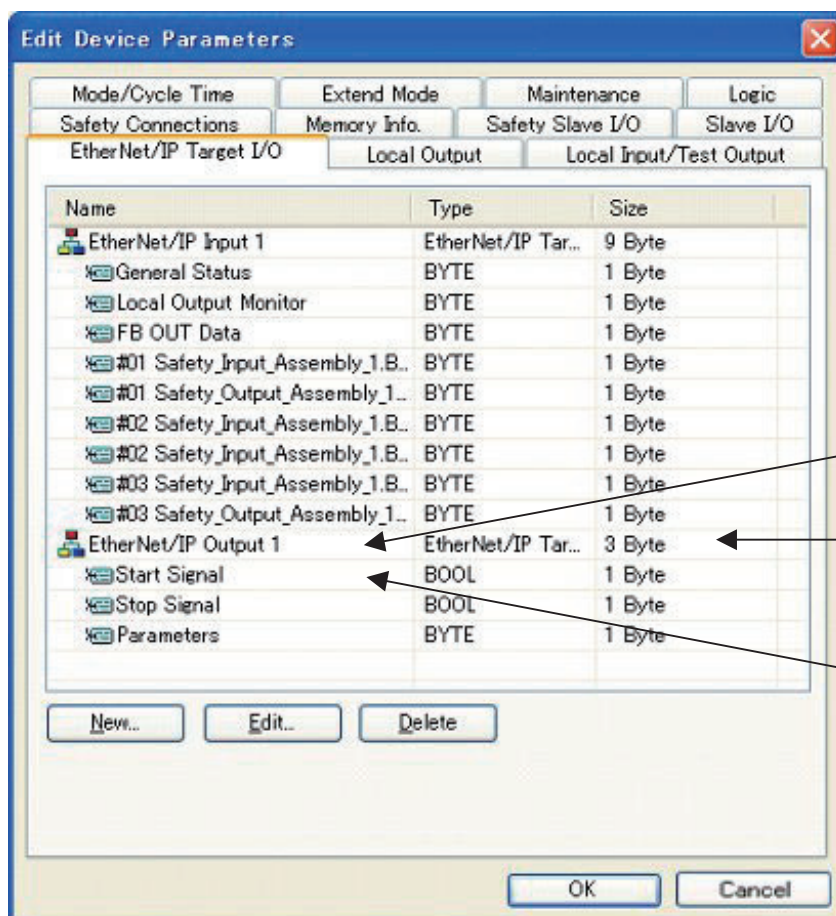 Edit Device Parameters
Mode/Cycle Time Extend Mode Maintenance Logic
Safety Connections Memory Info. Safety Slave I/O Slave I/O
EtherNet/IP Target I/O Local Output Local Input/Test Output
Name Type Size
EtherNet/IP Input 1 EtherNet/IP Tar... 9 Byte
General Status BYTE 1 Byte
Local Output Monitor BYTE 1 Byte
FB OUT Data BYTE 1 Byte
#01 Safety_Input_Assembly_1.B... BYTE 1 Byte
#01 Safety_Output_Assembly_1... BYTE 1 Byte
#02 Safety_Input_Assembly_1.B... BYTE 1 Byte
#02 Safety_Input_Assembly_1.B... BYTE 1 Byte
#03 Safety_Input_Assembly_1.B... BYTE 1 Byte
#03 Safety_Output_Assembly_1... BYTE 1 Byte
EtherNet/IP Output 1 EtherNet/IP Tar... 3 Byte
Start Signal BOOL 1 Byte
Stop Signal BOOL 1 Byte
Parameters BYTE 1 Byte
New... Edit... Delete
OK Cancel